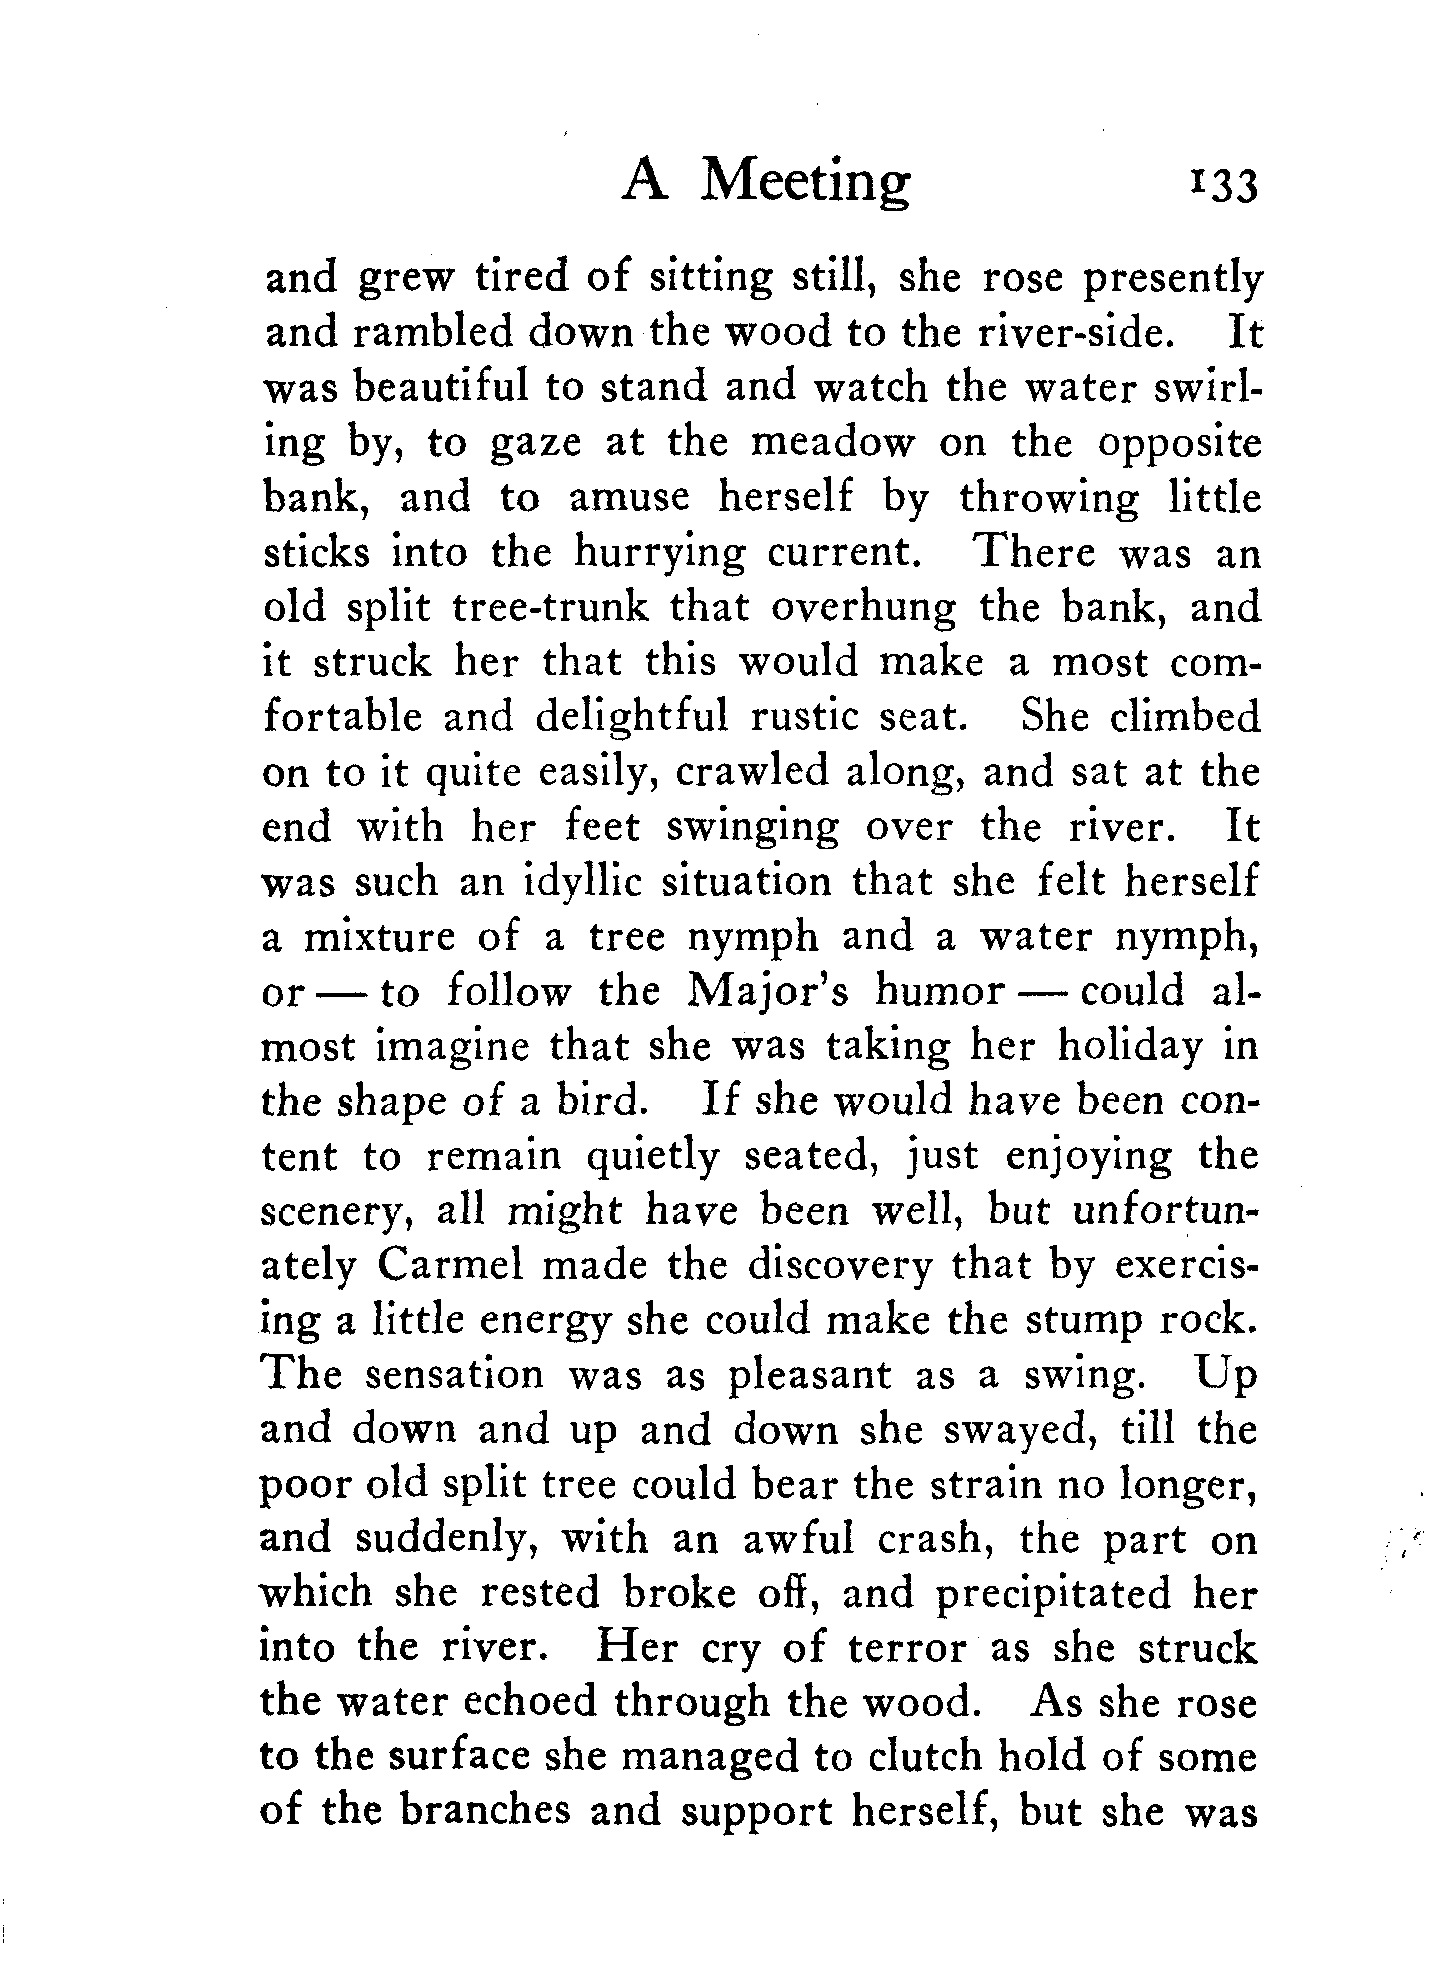 A Meeting 133
and grew tired of sitting still, she rose presently
and rambled down the wood to the river-side. It
was beautiful to stand and watch the water swirl-
ing by, to gaze at the meadow on the opposite
bank, and to amuse herself by throwing little
sticks into the hurrying current. There was an
old split tree-trunk that overhung the bank, and
it struck her that this would make a most com-
fortable and delightful rustic seat. She climbed
on to it quite easily, crawled along, and sat at the
end with her feet swinging over the river. It
was such an idyllic situation that she felt herself
a mixture of a tree nymph and a water nymph,
or — to follow the Major's humor — could al-
most imagine that she was taking her holiday in
the shape of a bird. If she would have been con-
tent to remain quietly seated, just enjoying the
scenery, all might have been well, but unfortun-
ately Carmel made the discovery that by exercis-
ing a little energy she could make the stump rock.
The sensation was as pleasant as a swing. Up
and down and up and down she swayed, till the
poor old split tree could bear the strain no longer,
and suddenly, with an awful crash, the part on
which she rested broke off, and precipitated her
into the river. Her cry of terror as she struck
the water echoed through the wood. As she rose
to the surface she managed to clutch hold of some
of the branches and support herself, but she was